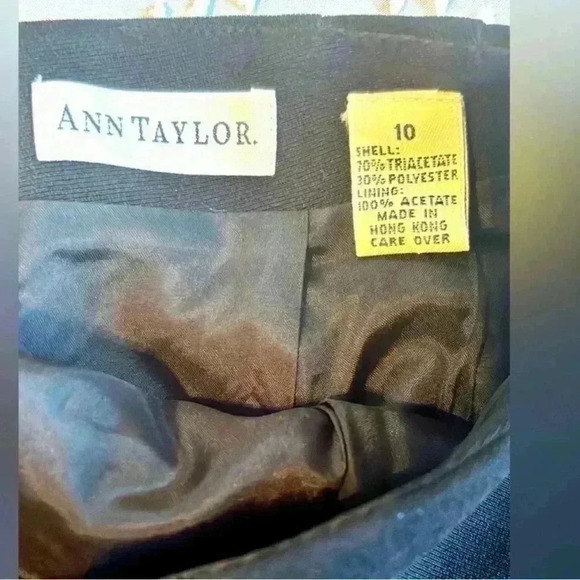 ANN TAYLOR.
10
SHELL:
70% TRIACETATE
30% POLYESTER
LINING:
100% ACETATE
MADE IN
HONG KONG
CARE OVER